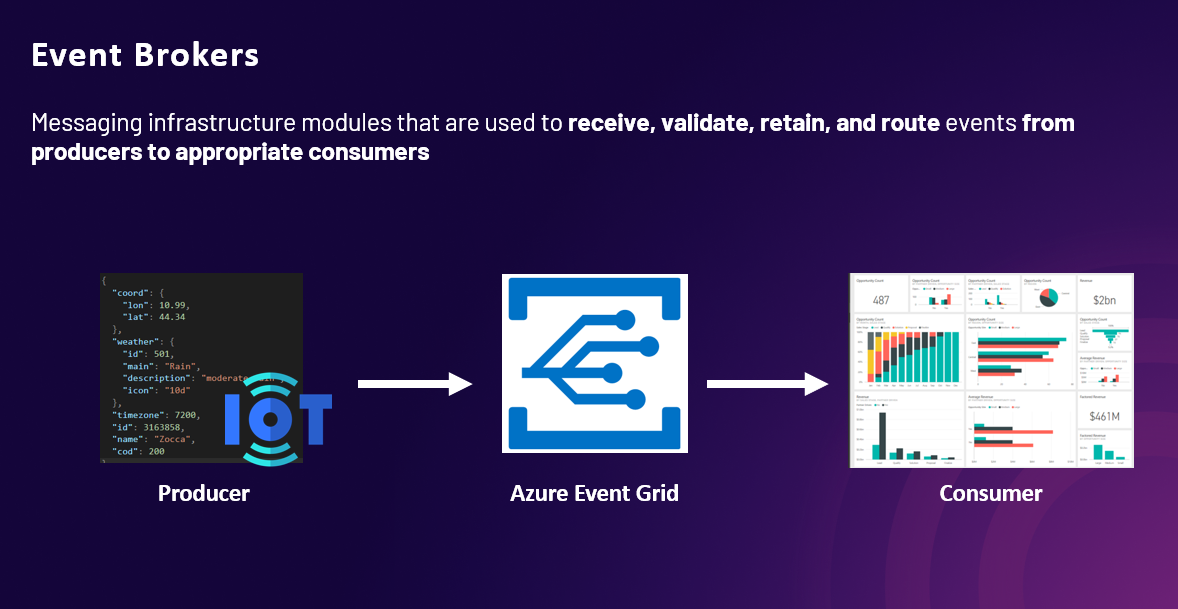 Event Brokers
Messaging infrastructure modules that are used to receive, validate, retain, and route events from
producers to appropriate consumers
{
"coord": {
"lon": 10.99,
"lat": 44.34
},
"weather": {
"id": 501,
"main": "Rain",
"description": "moderate
"icon": "10d"
},
"timezone": 7200,
"id": 3163858,
"name": "Zocca",
"cod": 200
IOT
Opportunity Count
487
Opportunity Count
Opportunity Count
Opportunity Count
Revenue
$2bn
Opportunity Count
Opportunity Count
Opportunity Count
Average Revenue
Revenue
Average Revenue
Factored Revenue
$461M
Factored Revenue
Producer
Azure Event Grid
Consumer